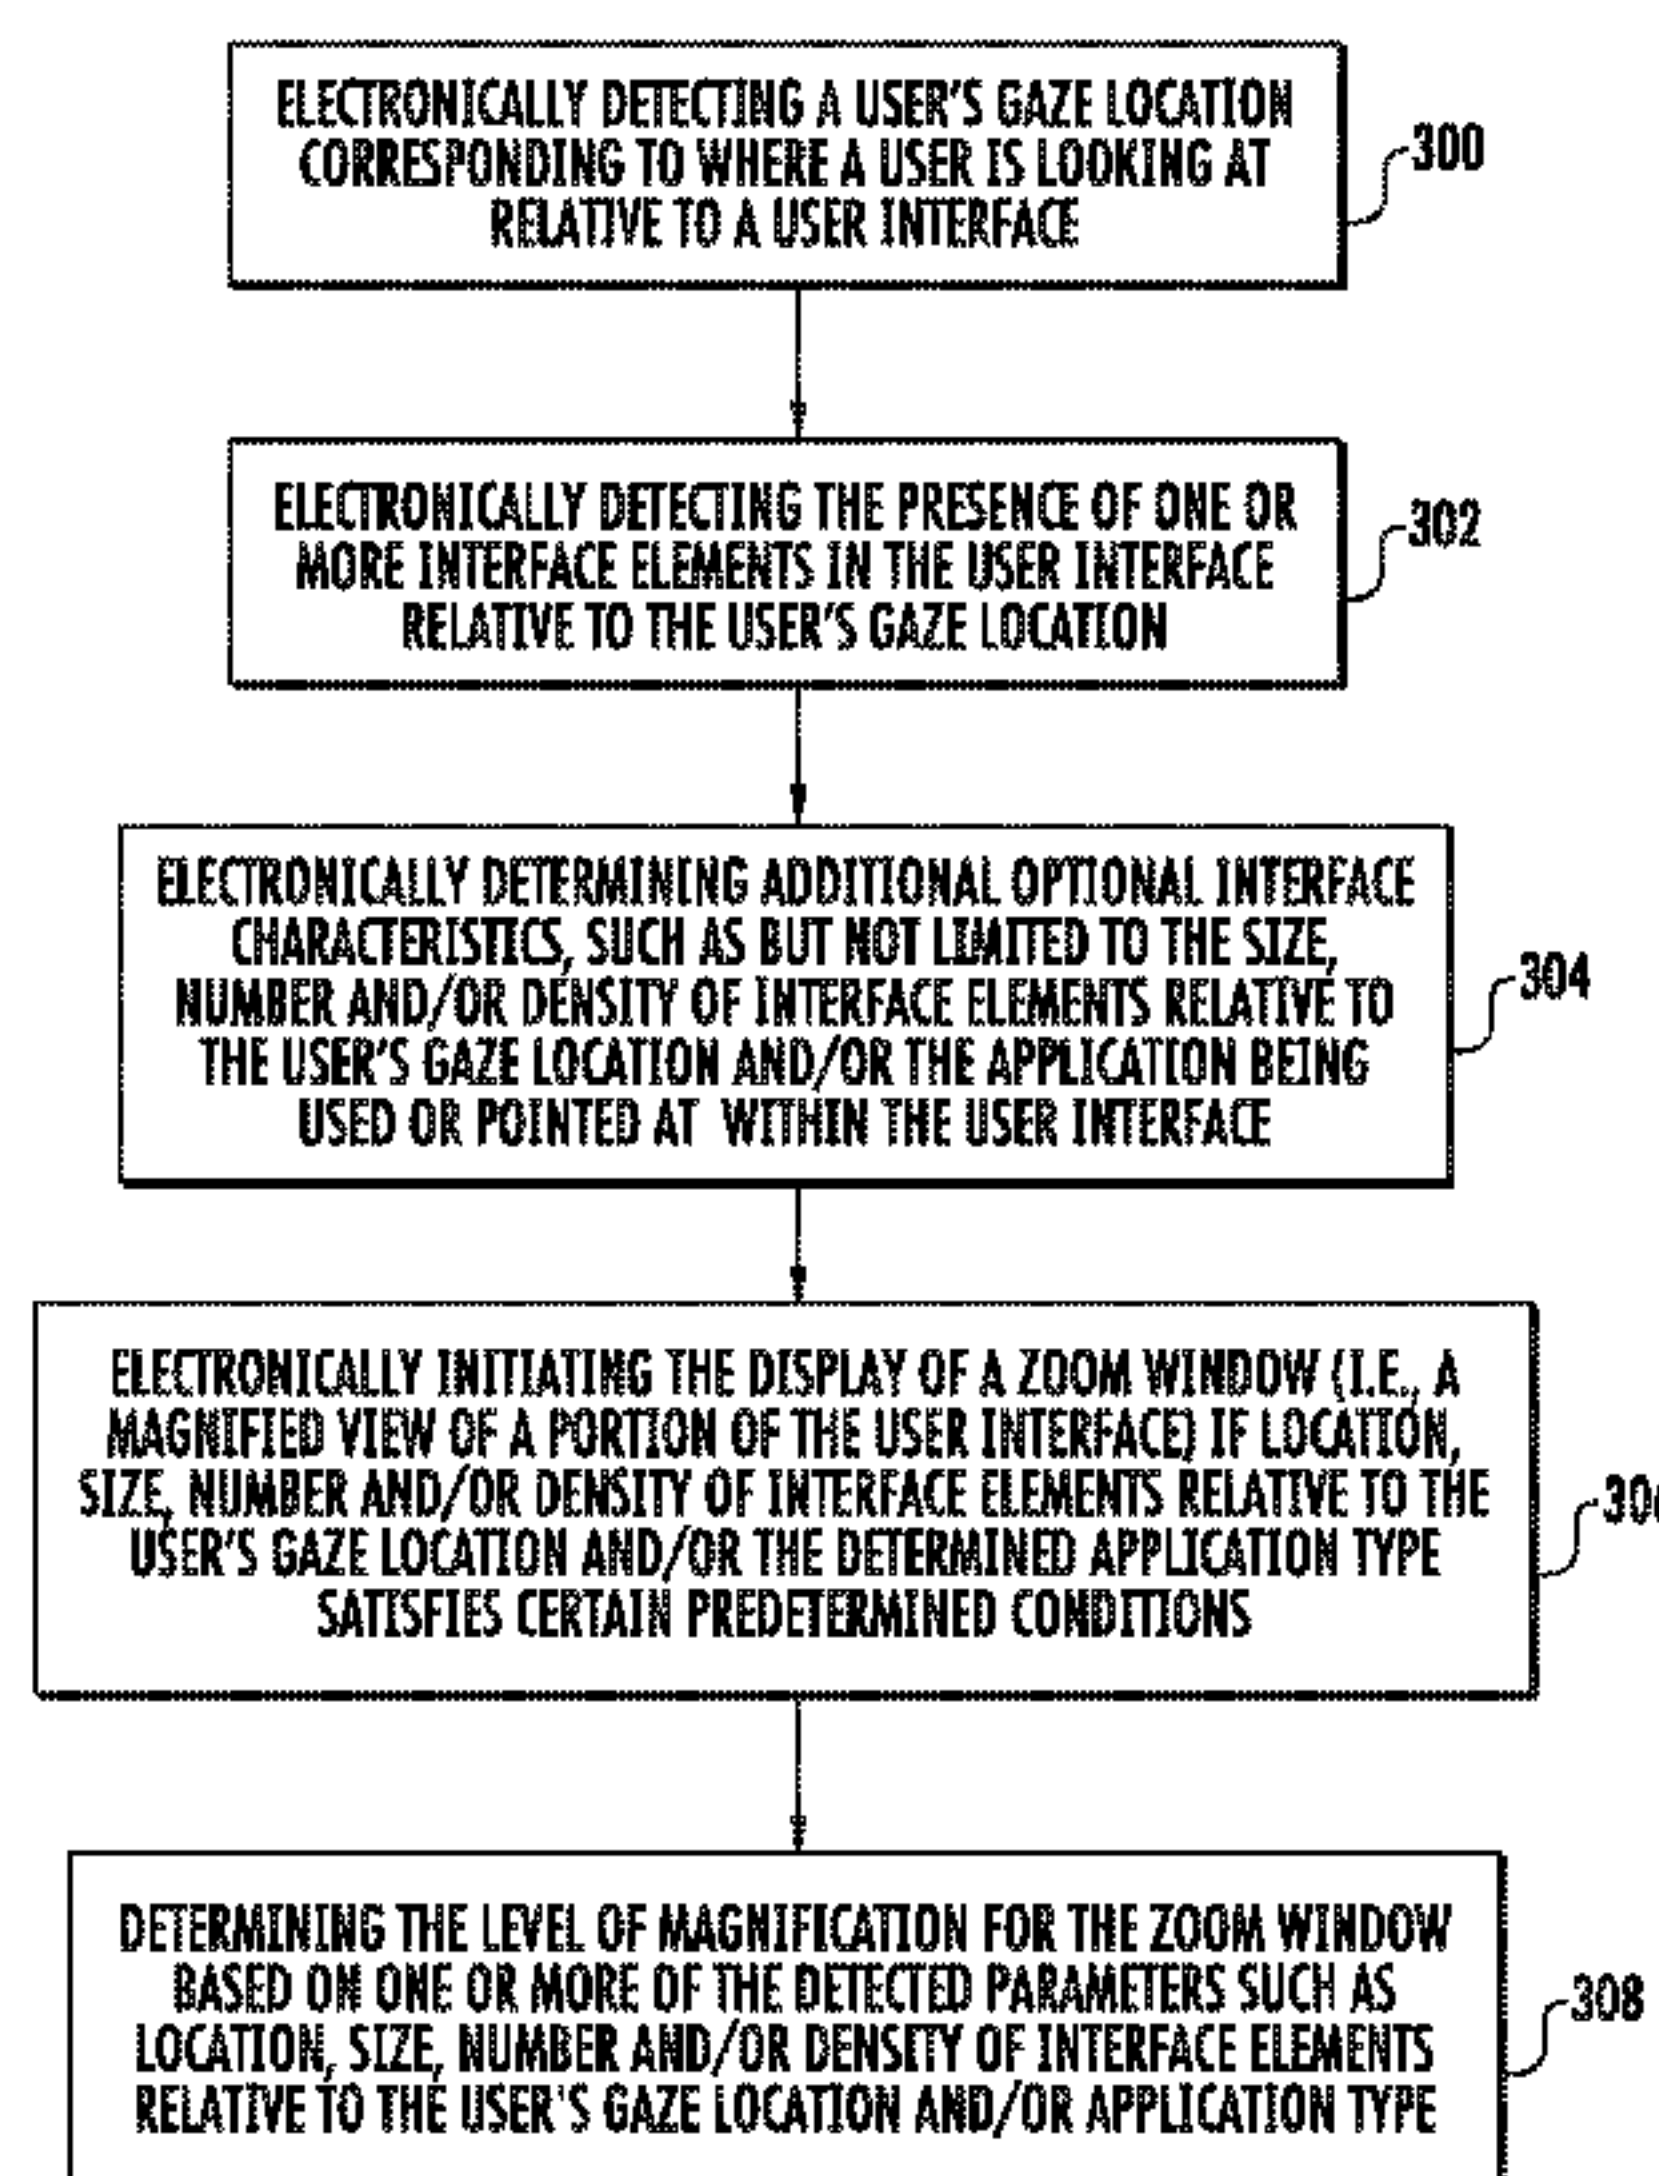 ELECTRONICALLY DETECTING A USER'S GAZE LOCATION
CORRESPONDING TO WHERE A USER IS LOOKING AT
RELATIVE TO A USER INTERFACE
300
ELECTRONICALLY DETECTING THE PRESENCE OF ONE OR
MORE INTERFACE ELEMENTS IN THE USER INTERFACE
RELATIVE TO THE USER'S GAZE LOCATION
302
ELECTRONICALLY DETERMINING ADDITIONAL OPTIONAL INTERFACE
CHARACTERISTICS, SUCH AS BUT NOT LIMITED TO THE SIZE,
NUMBER AND/OR DENSITY OF INTERFACE ELEMENTS RELATIVE TO
THE USER'S GAZE LOCATION AND/OR THE APPLICATION BEING
USED OR POINTED AT WITHIN THE USER INTERFACE
304
ELECTRONICALLY INITIATING THE DISPLAY OF A ZOOM WINDOW (I.E., A
MAGNIFIED VIEW OF A PORTION OF THE USER INTERFACE) IF LOCATION,
SIZE, NUMBER AND/OR DENSITY OF INTERFACE ELEMENTS RELATIVE TO THE
USER'S GAZE LOCATION AND/OR THE DETERMINED APPLICATION TYPE
SATISFIES CERTAIN PREDETERMINED CONDITIONS
DETERMINING THE LEVEL OF MAGNIFICATION FOR THE ZOOM WINDOW
BASED ON ONE OR MORE OF THE DETECTED PARAMETERS SUCH AS
LOCATION, SIZE, NUMBER AND/OR DENSITY OF INTERFACE ELEMENTS
RELATIVE TO THE USER'S GAZE LOCATION AND/OR APPLICATION TYPE
308